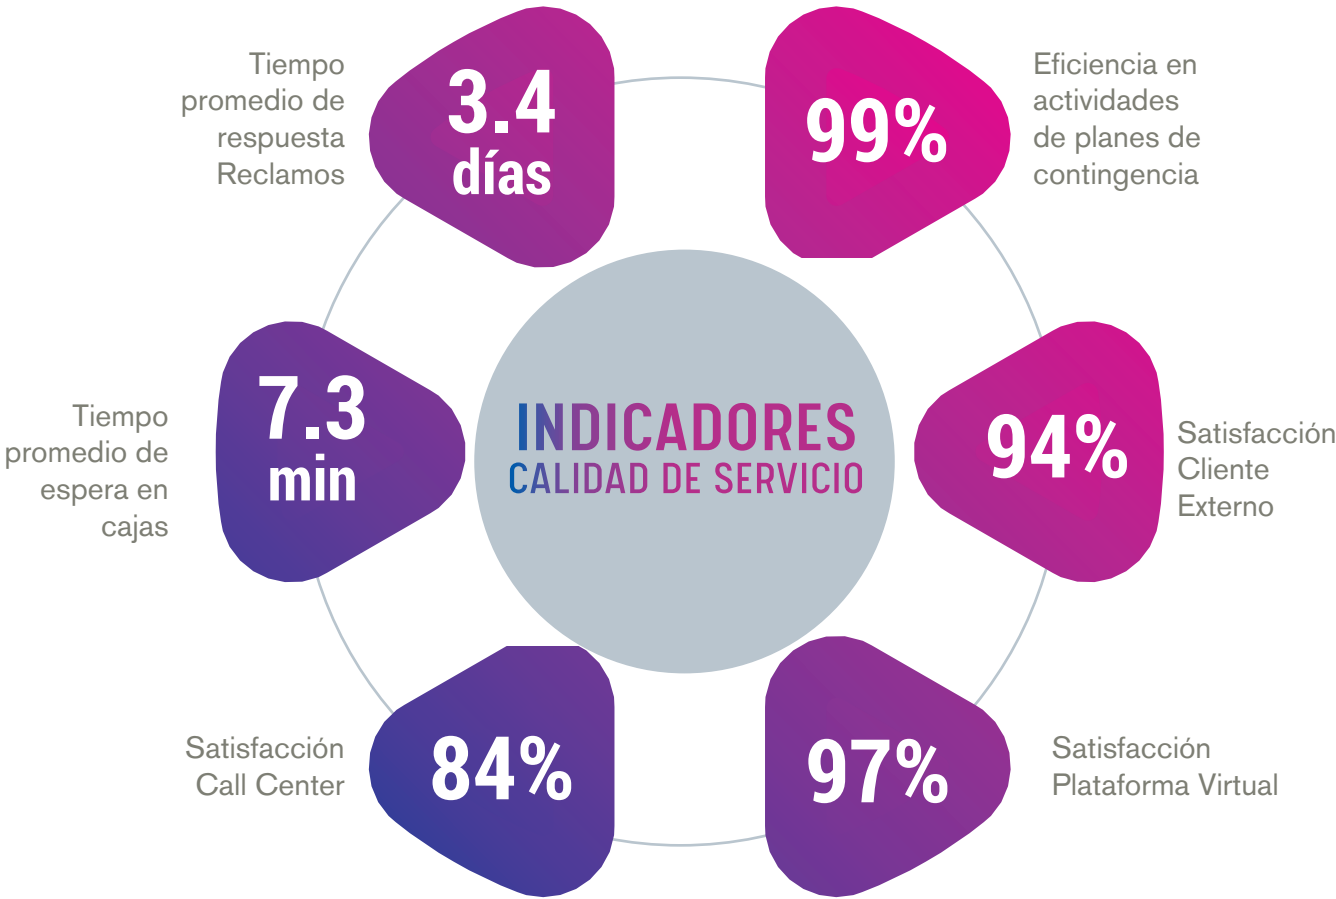 Tiempo
promedio de
respuesta
Reclamos
3.4
días
99%
Eficiencia en
actividades
de planes de
contingencia
Tiempo
promedio de
espera en
cajas
7.3
min
INDICADORES
CALIDAD DE SERVICIO
94%
Satisfacción
Cliente
Externo
Satisfacción
Call Center
84%
97%
Satisfacción
Plataforma Virtual